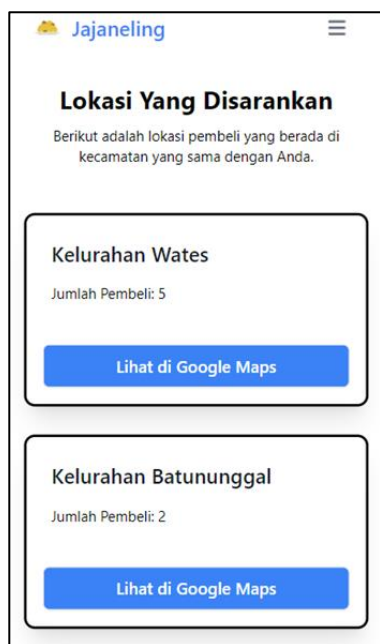 Jajaneling
Lokasi Yang Disarankan
Berikut adalah lokasi pembeli yang berada di
kecamatan yang sama dengan Anda.
Kelurahan Wates
Jumlah Pembeli: 5
Lihat di Google Maps
Kelurahan Batununggal
Jumlah Pembeli: 2
Lihat di Google Maps